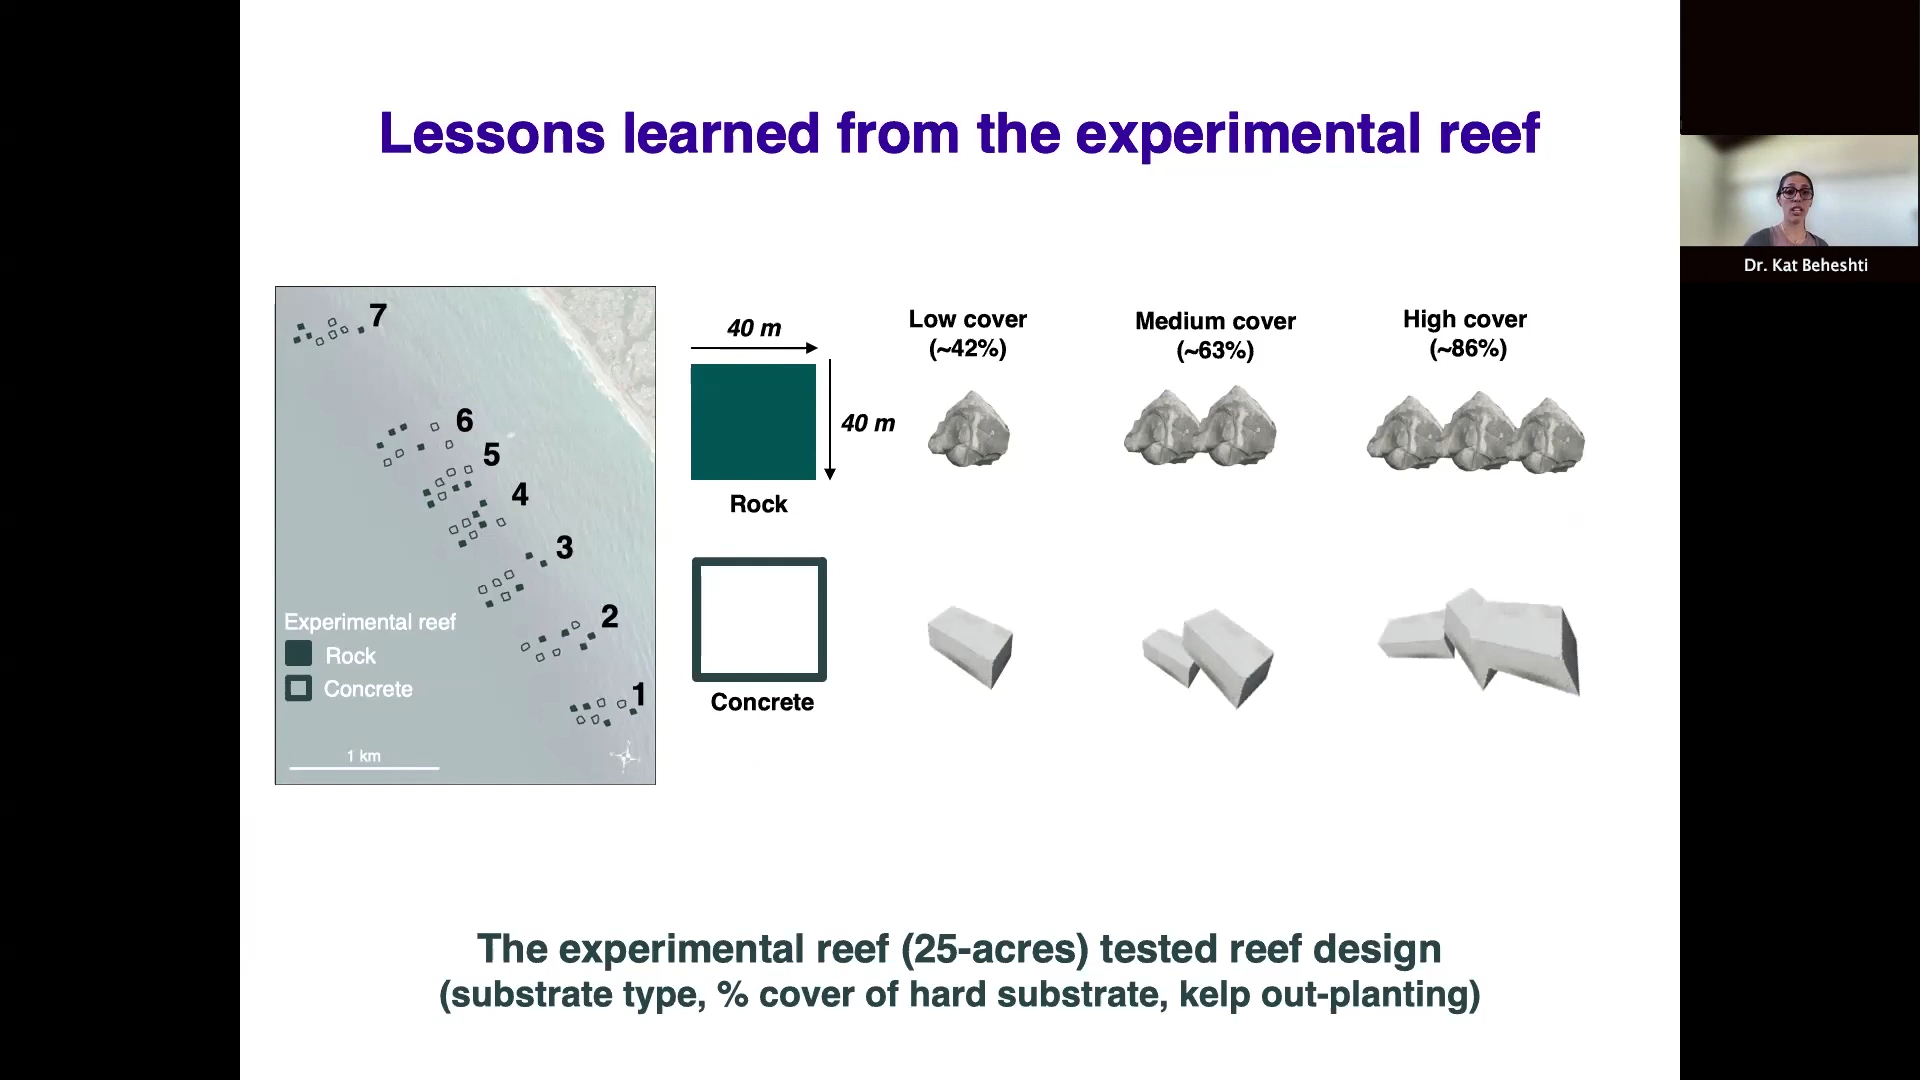 Lessons learned from the experimental reef
7
6
5
4
3
2
1
Experimental reef
Rock
Concrete
1 km
40 m
40 m
Rock
Concrete
Low cover
(~42%)
Medium cover
(~63%)
High cover
(~86%)
The experimental reef (25-acres) tested reef design
(substrate type, % cover of hard substrate, kelp out-planting)
Dr. Kat Beheshti